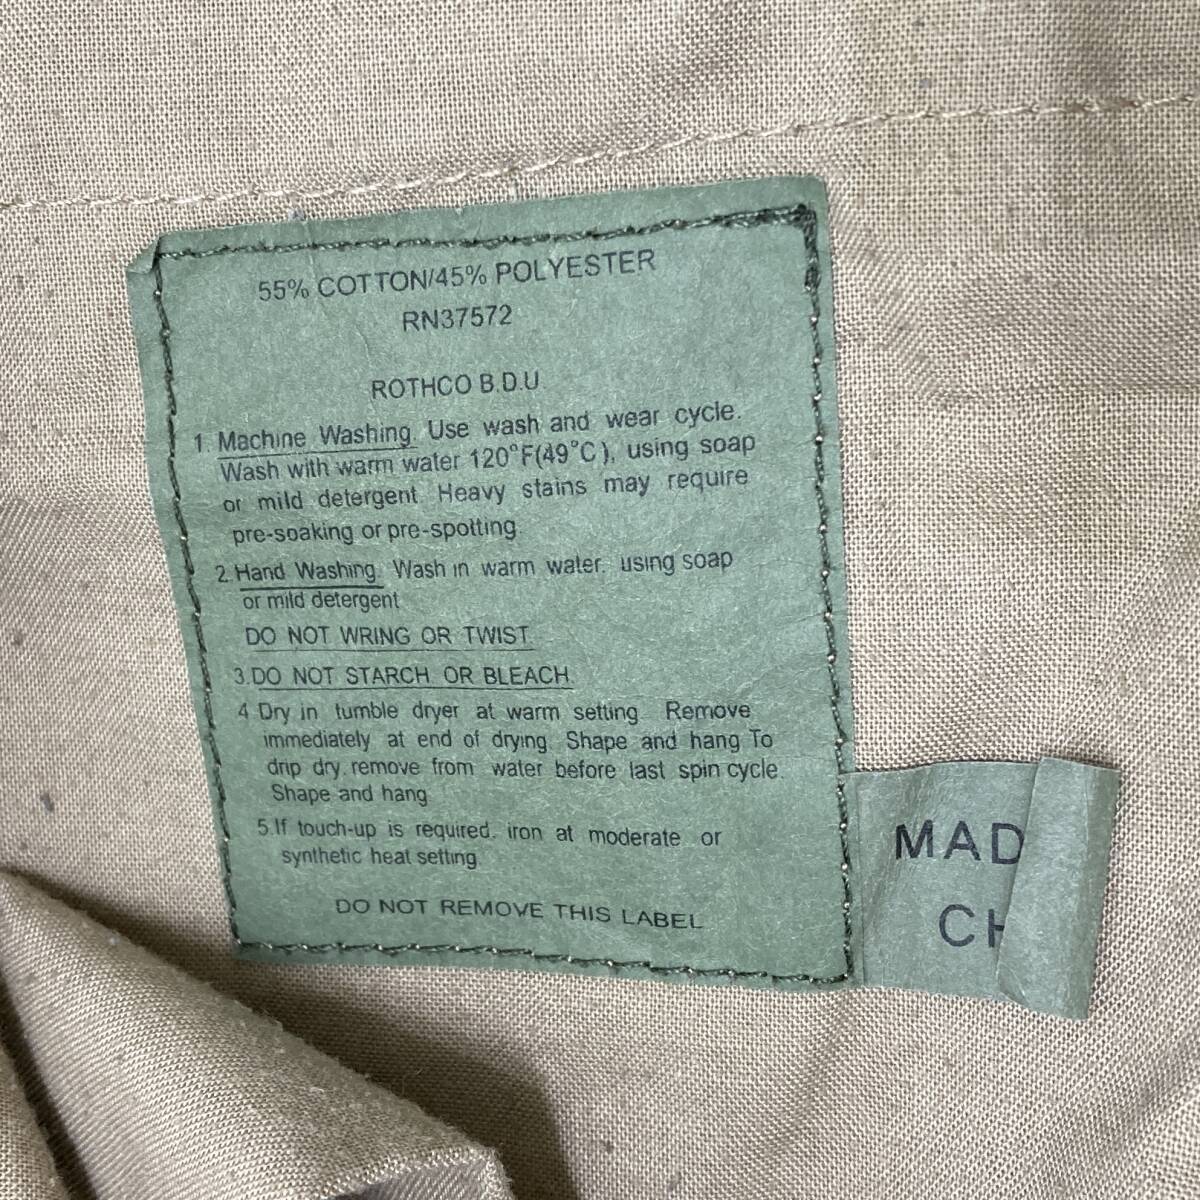 55% COTTON/45% POLYESTER
RN37572
ROTHCO B.D.U
1. Machine Washing. Use wash and wear cycle.
Wash with warm water 120°F(49°C), using soap
or mild detergent. Heavy stains may require
pre-soaking or pre-spotting.
2. Hand Washing. Wash in warm water. using soap
or mild detergent
DO NOT WRING OR TWIST
3.DO NOT STARCH OR BLEACH
4 Dry in tumble dryer at warm setting. Remove
immediately at end of drying. Shape and hang To
drip dry. remove from water before last spin cycle.
Shape and hang
5.If touch-up is required. iron at moderate or
synthetic heat setting
DO NOT REMOVE THIS LABEL
MAD
CH